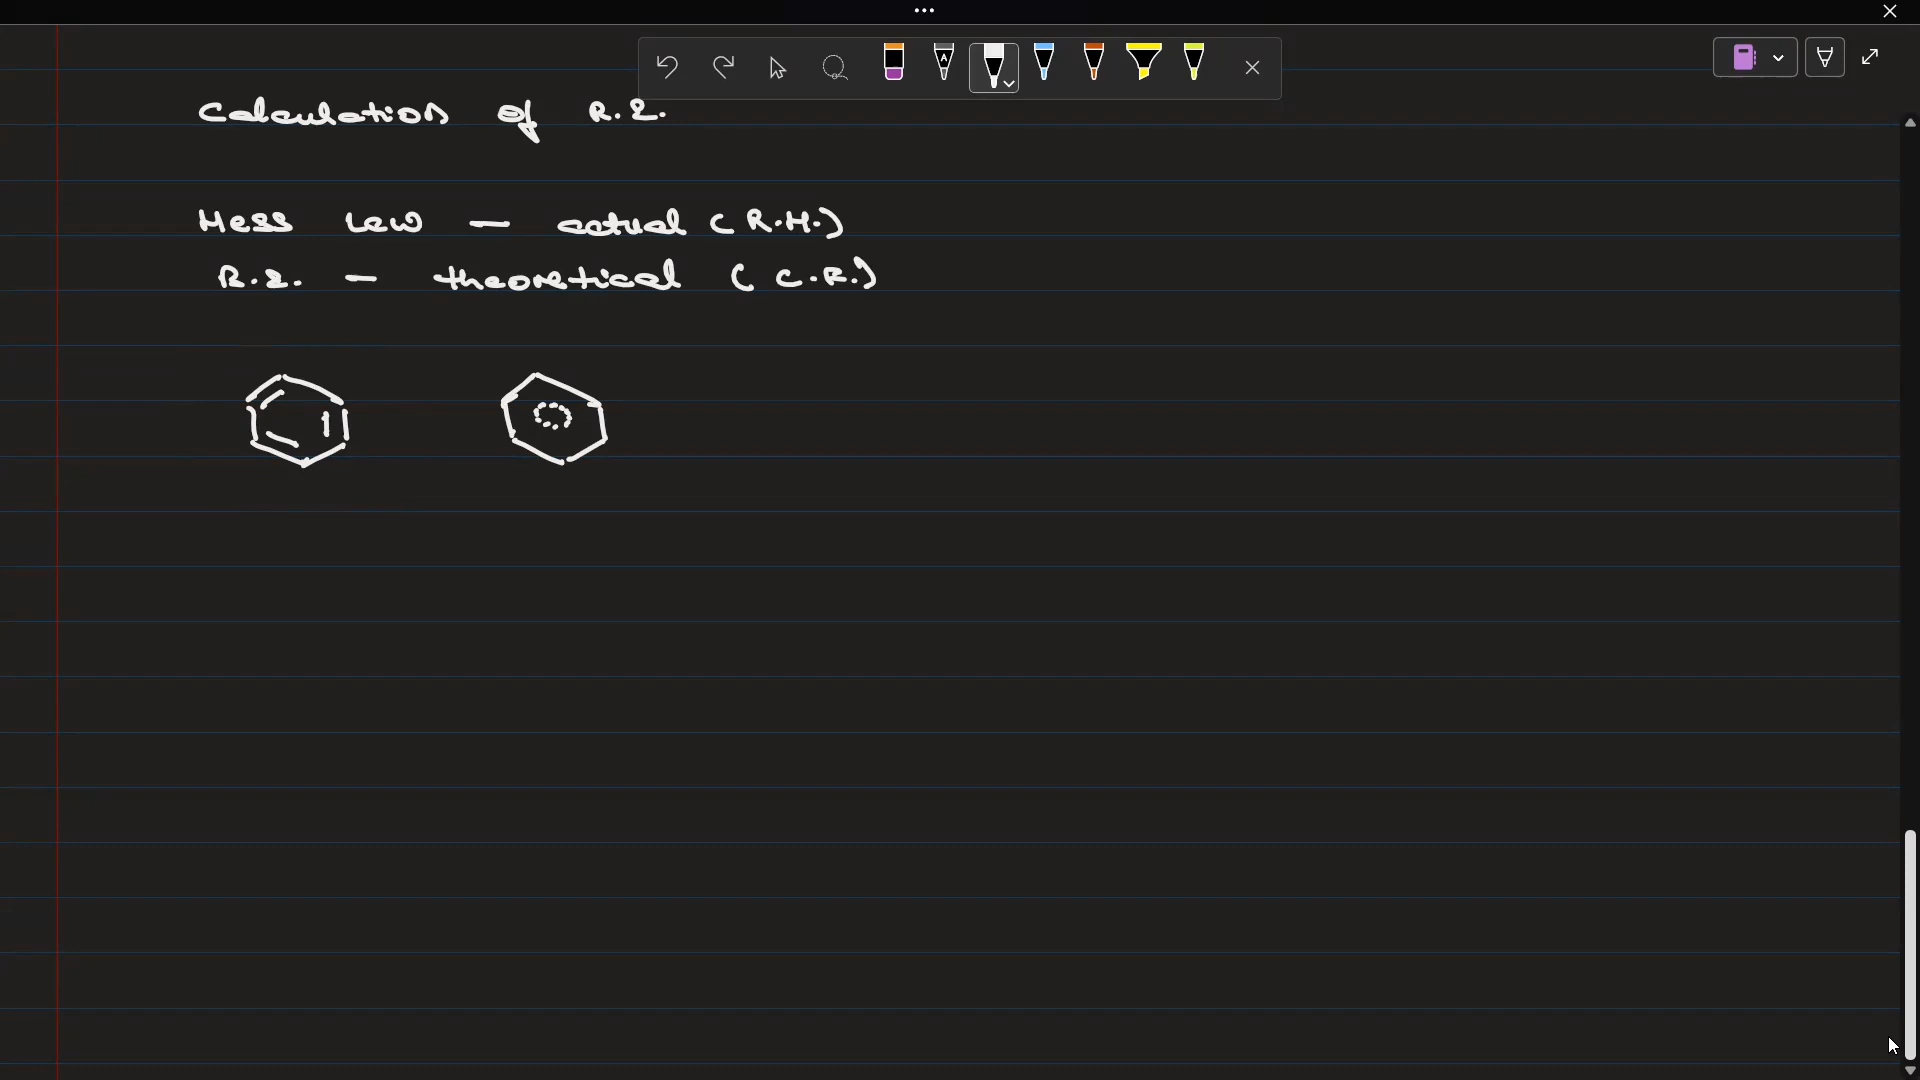 Calculation of R.E.
Hess Law — actual (R.H.)
R.E. — theoretical (C.R.)